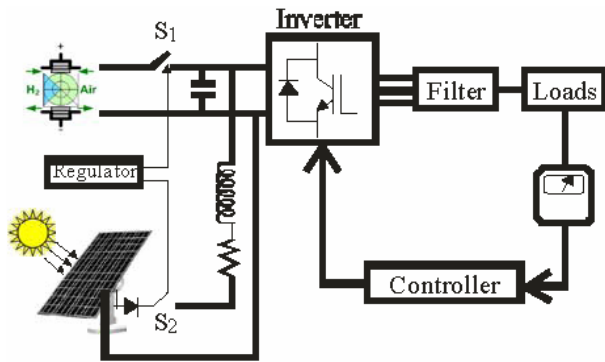 Inverter
S1
+
H2 Air
-
Filter
Loads
Regulator
S2
Controller